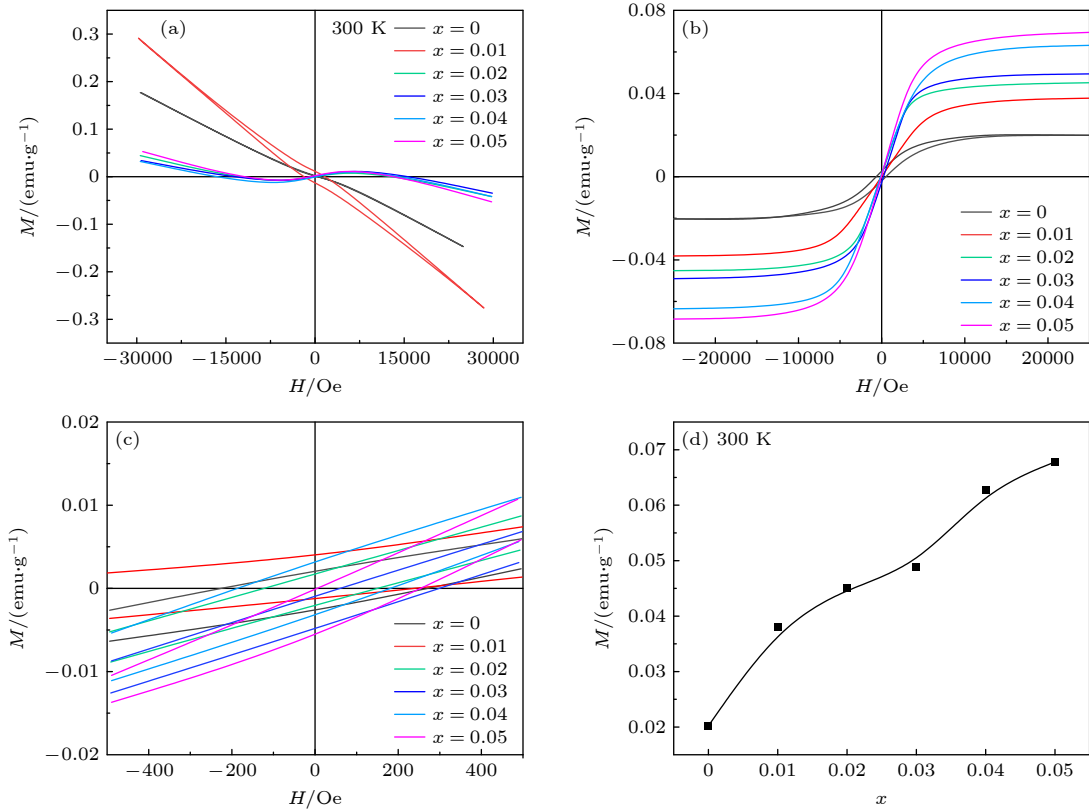 (a)
300 K
x = 0
x = 0.01
x = 0.02
x = 0.03
x = 0.04
x = 0.05
0.3
0.2
0.1
0
−0.1
−0.2
−0.3
M/(emu·g⁻¹)
−30000 −15000 0 15000 30000
H/Oe
(b)
0.08
0.04
0
−0.04
−0.08
M/(emu·g⁻¹)
x = 0
x = 0.01
x = 0.02
x = 0.03
x = 0.04
x = 0.05
−20000 −10000 0 10000 20000
H/Oe
(c)
0.02
0.01
0
−0.01
−0.02
M/(emu·g⁻¹)
x = 0
x = 0.01
x = 0.02
x = 0.03
x = 0.04
x = 0.05
−400 −200 0 200 400
H/Oe
(d) 300 K
0.07
0.06
0.05
0.04
0.03
0.02
M/(emu·g⁻¹)
0 0.01 0.02 0.03 0.04 0.05
x